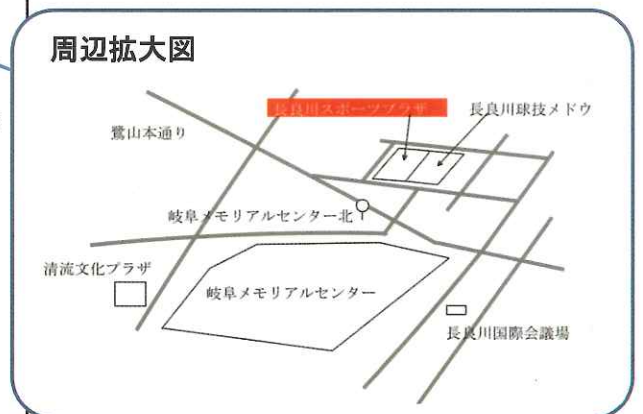 周辺拡大図
長良川スポーツプラザ
長良川球技メドウ
鷺山本通り
岐阜メモリアルセンター北
清流文化プラザ
岐阜メモリアルセンター
長良川国際会議場